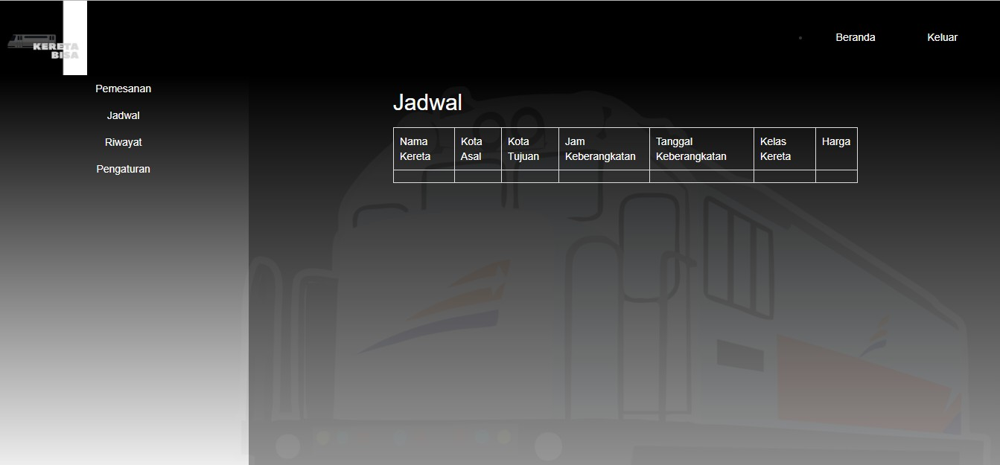 KERETA
BISA
Beranda
Keluar
Pemesanan
Jadwal
Riwayat
Pengaturan
Jadwal
Nama Kereta
Kota Asal
Kota Tujuan
Jam Keberangkatan
Tanggal Keberangkatan
Kelas Kereta
Harga